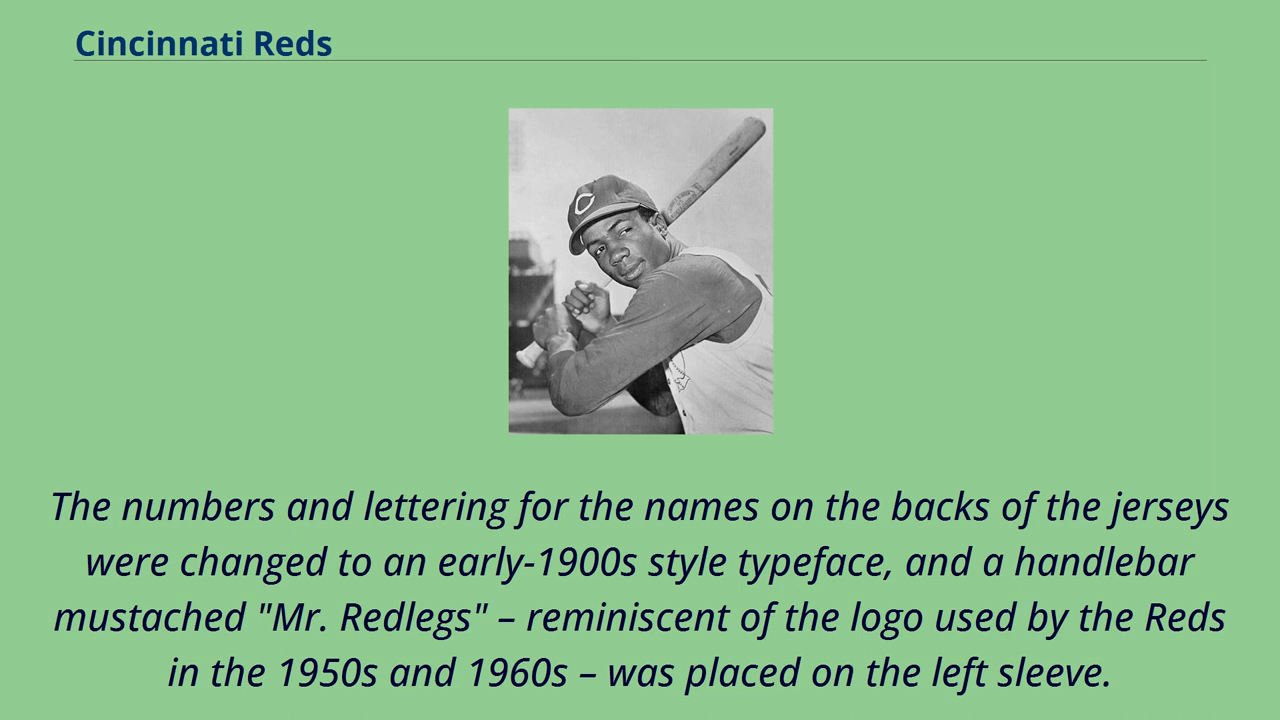 Cincinnati Reds
C
The numbers and lettering for the names on the backs of the jerseys
were changed to an early-1900s style typeface, and a handlebar
mustached "Mr. Redlegs" – reminiscent of the logo used by the Reds
in the 1950s and 1960s – was placed on the left sleeve.